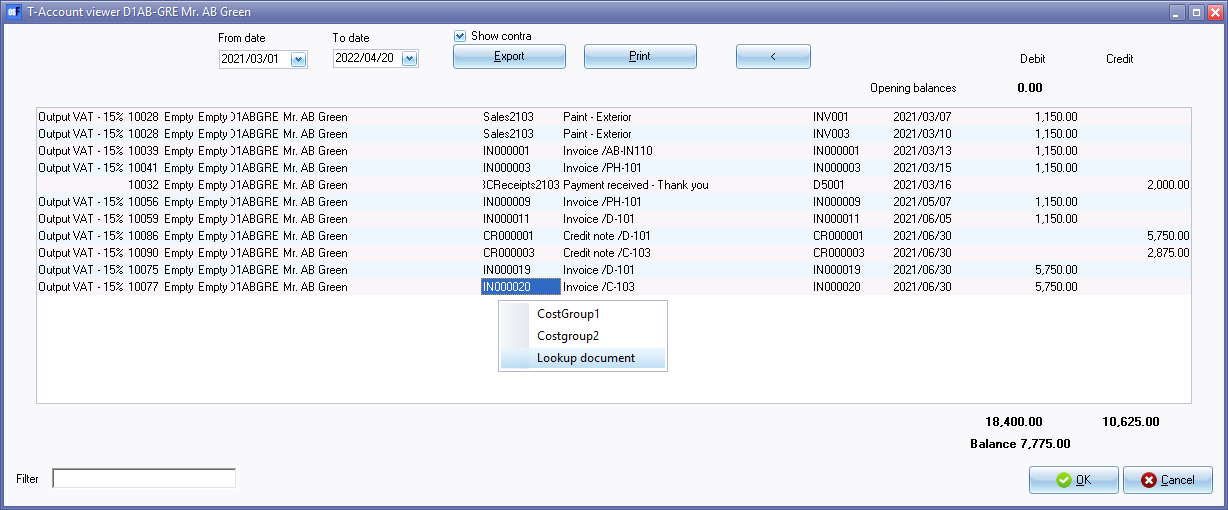 T-Account viewer D1AB-GRE Mr. AB Green
From date To date Show contra
2021/03/01 2022/04/20 Export Print < Debit Credit
Opening balances 0.00
Output VAT - 15% 10028 Empty Empty D1ABGRE Mr. AB Green Sales2103 Paint - Exterior INV001 2021/03/07 1,150.00
Output VAT - 15% 10028 Empty Empty D1ABGRE Mr. AB Green Sales2103 Paint - Exterior INV003 2021/03/10 1,150.00
Output VAT - 15% 10039 Empty Empty D1ABGRE Mr. AB Green IN000001 Invoice /AB-IN110 IN000001 2021/03/13 1,150.00
Output VAT - 15% 10041 Empty Empty D1ABGRE Mr. AB Green IN000003 Invoice /PH-101 IN000003 2021/03/15 1,150.00
10032 Empty Empty D1ABGRE Mr. AB Green BCReceipts2103 Payment received - Thank you D5001 2021/03/16 2,000.00
Output VAT - 15% 10056 Empty Empty D1ABGRE Mr. AB Green IN000009 Invoice /PH-101 IN000009 2021/05/07 1,150.00
Output VAT - 15% 10059 Empty Empty D1ABGRE Mr. AB Green IN000011 Invoice /D-101 IN000011 2021/06/05 1,150.00
Output VAT - 15% 10086 Empty Empty D1ABGRE Mr. AB Green CR000001 Credit note /D-101 CR000001 2021/06/30 5,750.00
Output VAT - 15% 10090 Empty Empty D1ABGRE Mr. AB Green CR000003 Credit note /C-103 CR000003 2021/06/30 2,875.00
Output VAT - 15% 10075 Empty Empty D1ABGRE Mr. AB Green IN000019 Invoice /D-101 IN000019 2021/06/30 5,750.00
Output VAT - 15% 10077 Empty Empty D1ABGRE Mr. AB Green IN000020 Invoice /C-103 IN000020 2021/06/30 5,750.00
CostGroup1
Costgroup2
Lookup document
18,400.00 10,625.00
Balance 7,775.00
Filter OK Cancel